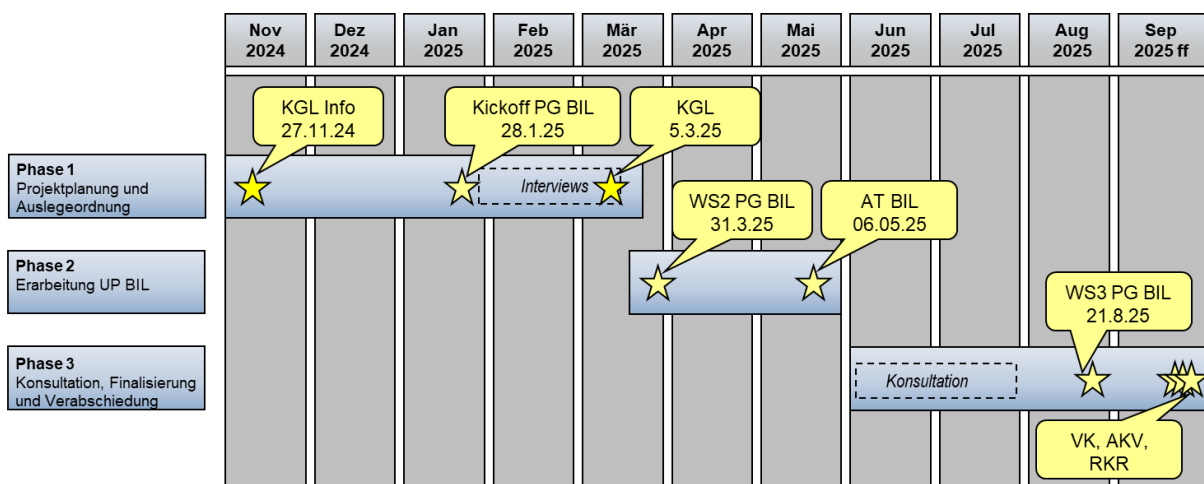 Nov
2024
Dez
2024
Jan
2025
Feb
2025
Mär
2025
Apr
2025
Mai
2025
Jun
2025
Jul
2025
Aug
2025
Sep
2025 ff
KGL Info
27.11.24
Kickoff PG BIL
28.1.25
KGL
5.3.25
Phase 1
Projektplanung und
Auslegeordnung
Interviews
WS2 PG BIL
31.3.25
AT BIL
06.05.25
Phase 2
Erarbeitung UP BIL
WS3 PG BIL
21.8.25
Phase 3
Konsultation, Finalisierung
und Verabschiedung
Konsultation
VK, AKV,
RKR